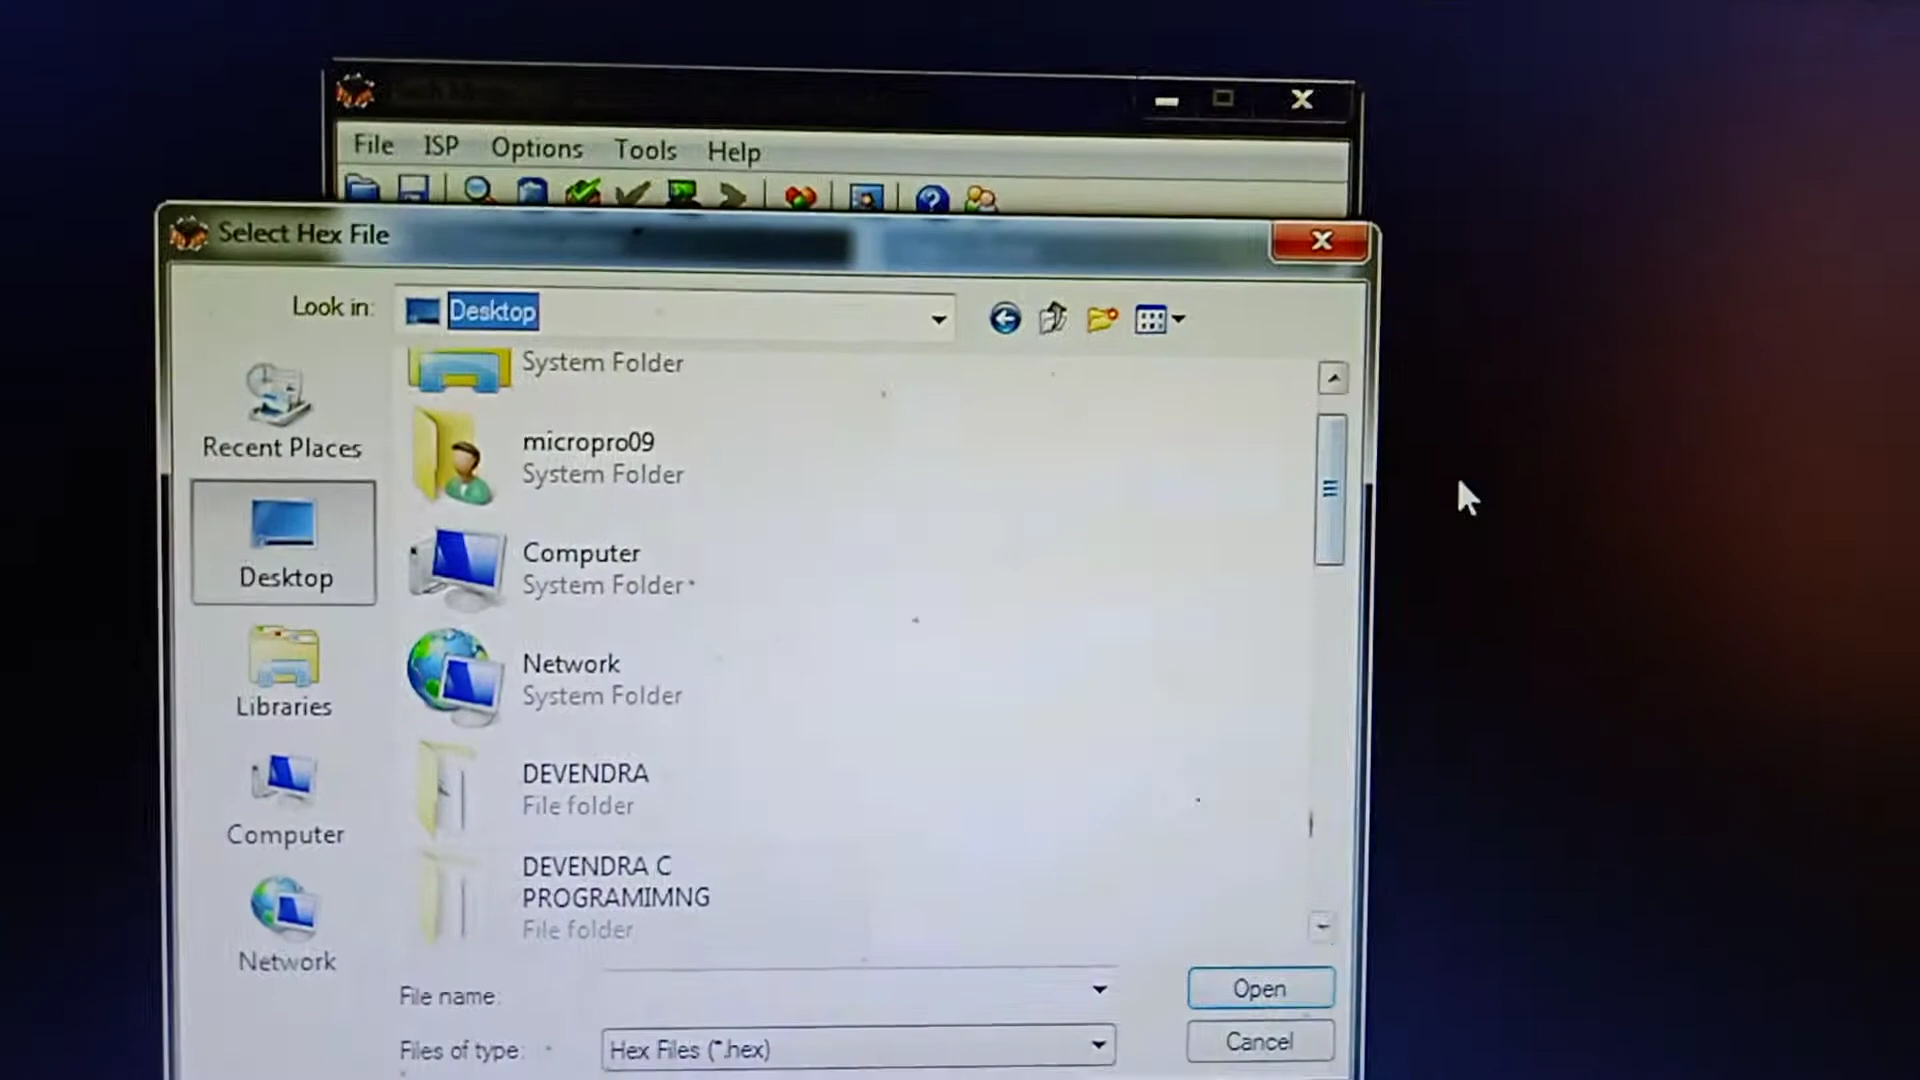 File ISP Options Tools Help
Select Hex File
Look in: Desktop
System Folder
Recent Places
micropro09
System Folder
Desktop
Computer
System Folder
Libraries
Network
System Folder
Computer
DEVENDRA
File folder
Network
DEVENDRA C
PROGRAMIMNG
File folder
File name:
Open
Files of type: Hex Files (*.hex)
Cancel